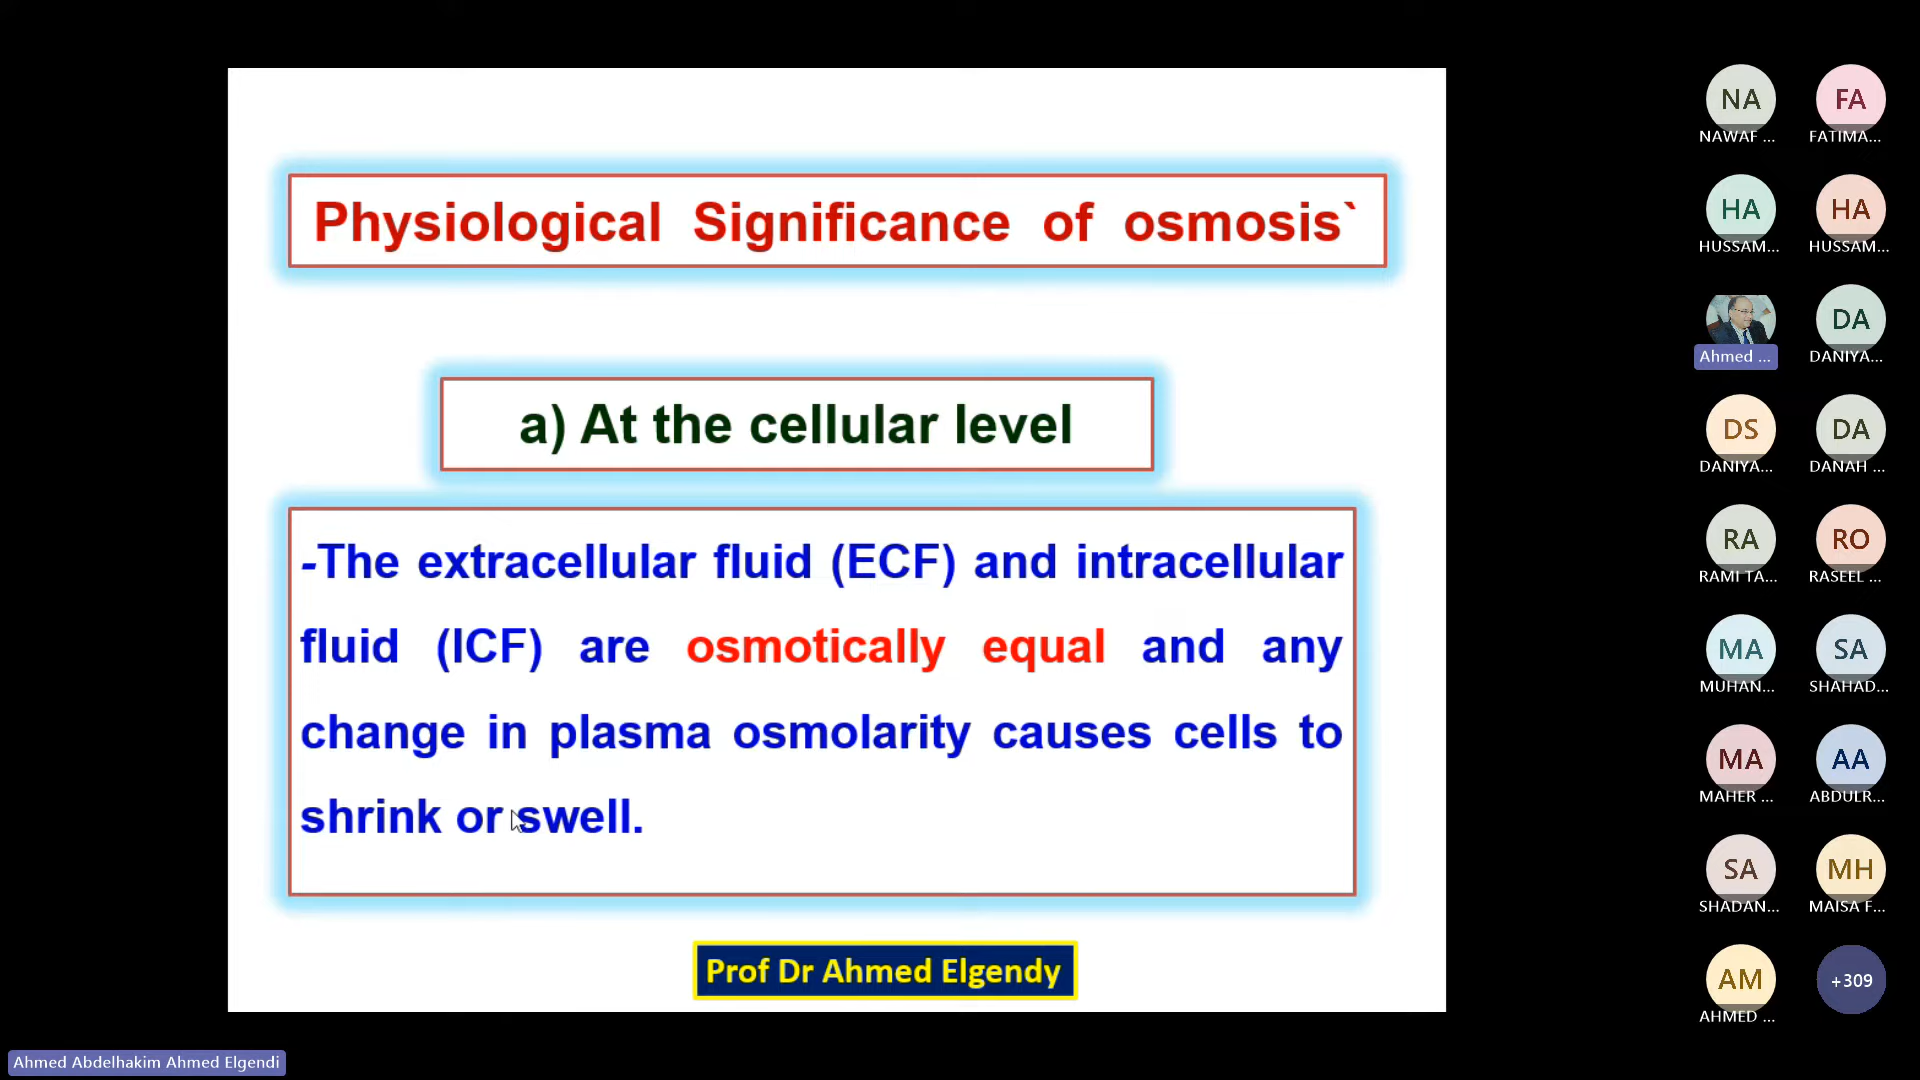 Physiological Significance of osmosis`
a) At the cellular level
-The extracellular fluid (ECF) and intracellular
fluid (ICF) are osmotically equal and any
change in plasma osmolarity causes cells to
shrink or swell.
Prof Dr Ahmed Elgendy
Ahmed Abdelhakim Ahmed Elgendi
NA FA
NAWAF ... FATIMA...
HA HA
HUSSAM... HUSSAM...
DA
Ahmed ... DANIYA...
DS DA
DANIYA... DANAH ...
RA RO
RAMI TA... RASEEL ...
MA SA
MUHAN... SHAHAD...
MA AA
MAHER ... ABDULR...
SA MH
SHADAN... MAISA F...
AM +309
AHMED ...